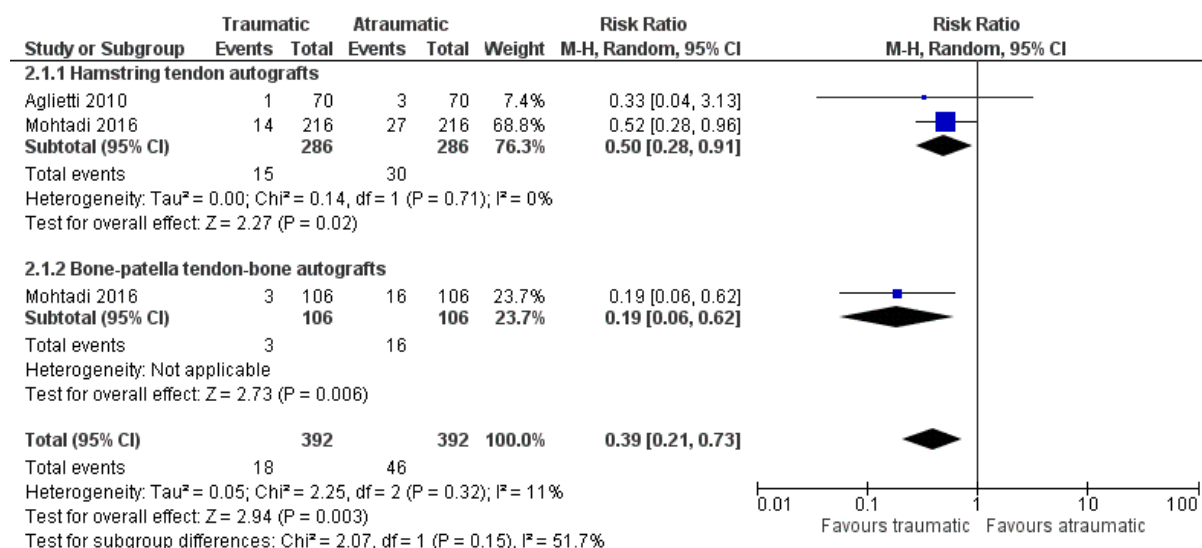 Traumatic Atraumatic Risk Ratio Risk Ratio
Study or Subgroup Events Total Events Total Weight M-H, Random, 95% CI M-H, Random, 95% CI
2.1.1 Hamstring tendon autografts
Aglietti 2010 1 70 3 70 7.4% 0.33 [0.04, 3.13]
Mohtadi 2016 14 216 27 216 68.8% 0.52 [0.28, 0.96]
Subtotal (95% CI) 286 286 76.3% 0.50 [0.28, 0.91]
Total events 15 30
Heterogeneity: Tau² = 0.00; Chi² = 0.14, df = 1 (P = 0.71); I² = 0%
Test for overall effect: Z = 2.27 (P = 0.02)
2.1.2 Bone-patella tendon-bone autografts
Mohtadi 2016 3 106 16 106 23.7% 0.19 [0.06, 0.62]
Subtotal (95% CI) 106 106 23.7% 0.19 [0.06, 0.62]
Total events 3 16
Heterogeneity: Not applicable
Test for overall effect: Z = 2.73 (P = 0.006)
Total (95% CI) 392 392 100.0% 0.39 [0.21, 0.73]
Total events 18 46
Heterogeneity: Tau² = 0.05; Chi² = 2.25, df = 2 (P = 0.32); I² = 11%
Test for overall effect: Z = 2.94 (P = 0.003)
Test for subgroup differences: Chi² = 2.07, df = 1 (P = 0.15), I² = 51.7%
0.01 0.1 1 10 100
Favours traumatic Favours atraumatic